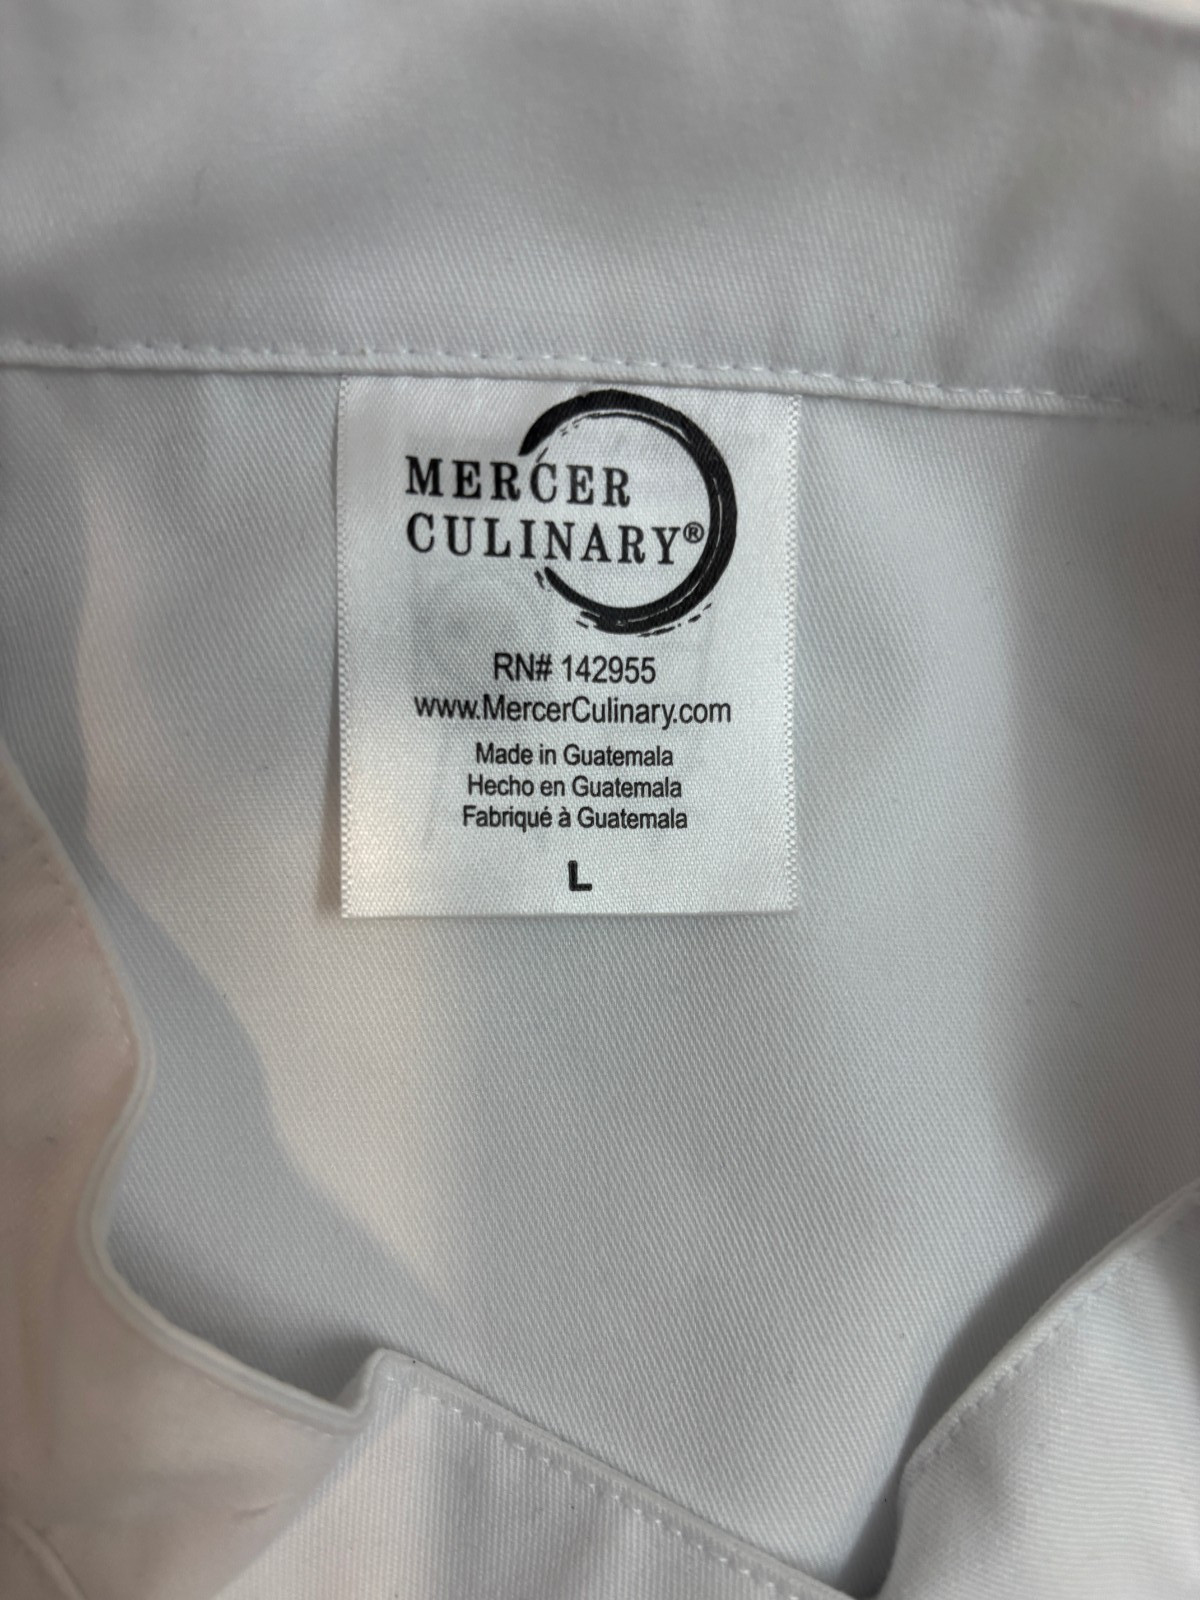 MERCER
CULINARY®
RN# 142955
www.MercerCulinary.com
Made in Guatemala
Hecho en Guatemala
Fabriqué à Guatemala
L